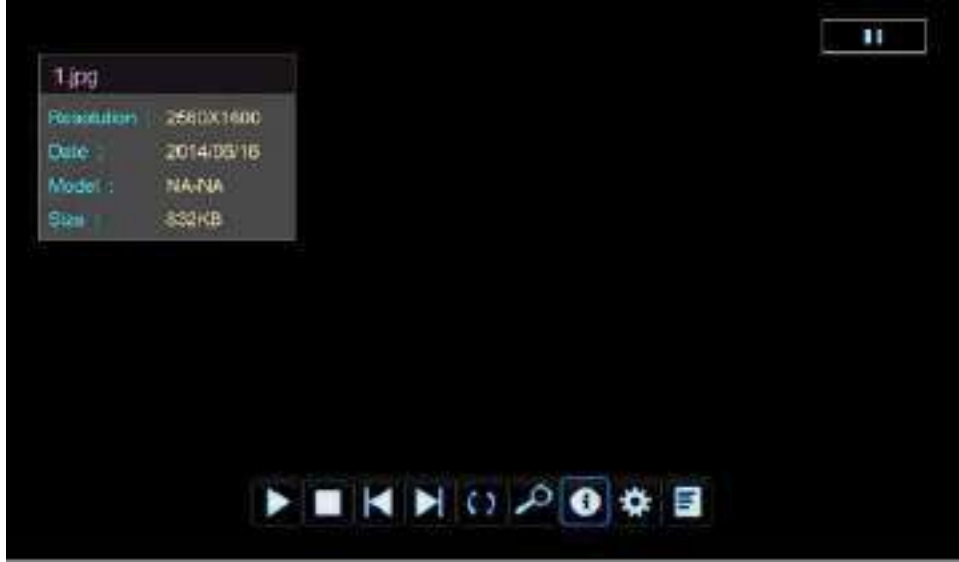 1.jpg
Resolution : 2560X1600
Date : 2014/06/16
Model : NA-NA
Size : 832KB